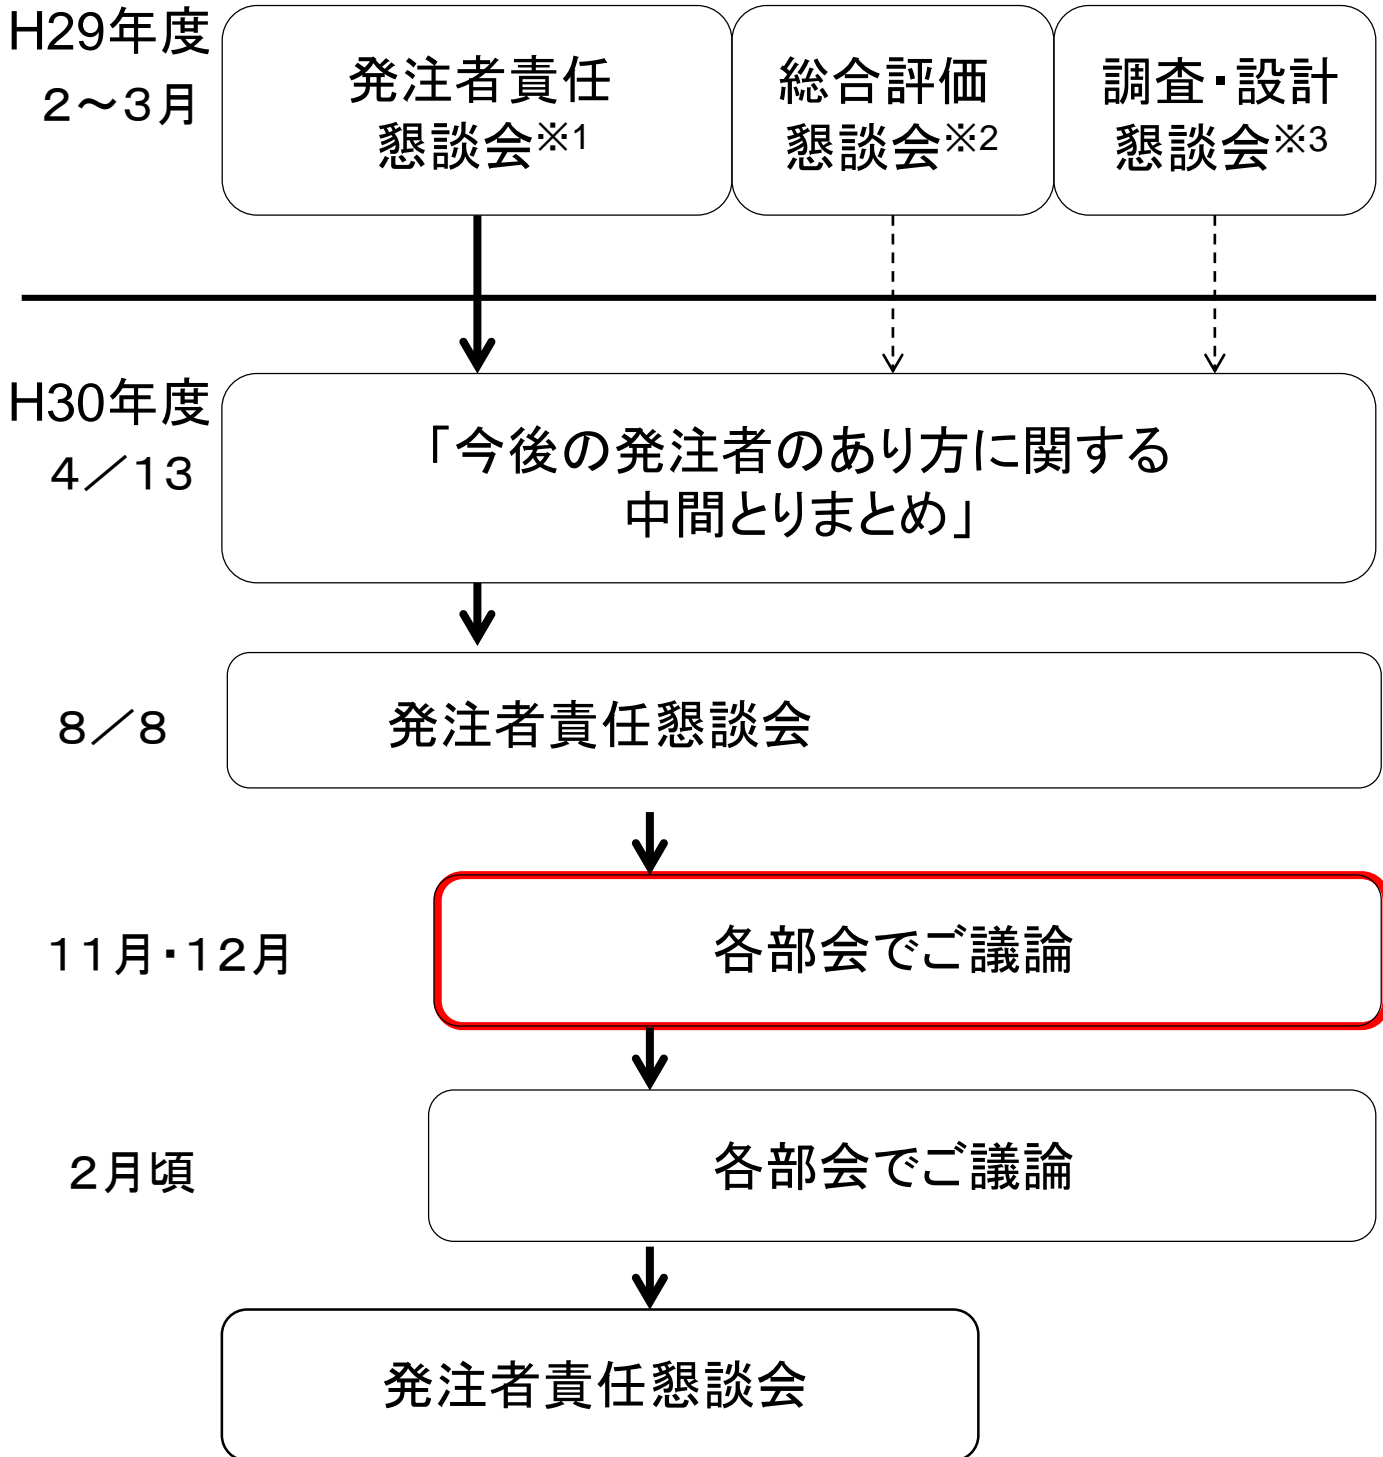 H29年度
2～3月
発注者責任
懇談会※1
総合評価
懇談会※2
調査・設計
懇談会※3
H30年度
4／13
「今後の発注者のあり方に関する
中間とりまとめ」
8／8
発注者責任懇談会
11月・12月
各部会でご議論
2月頃
各部会でご議論
発注者責任懇談会